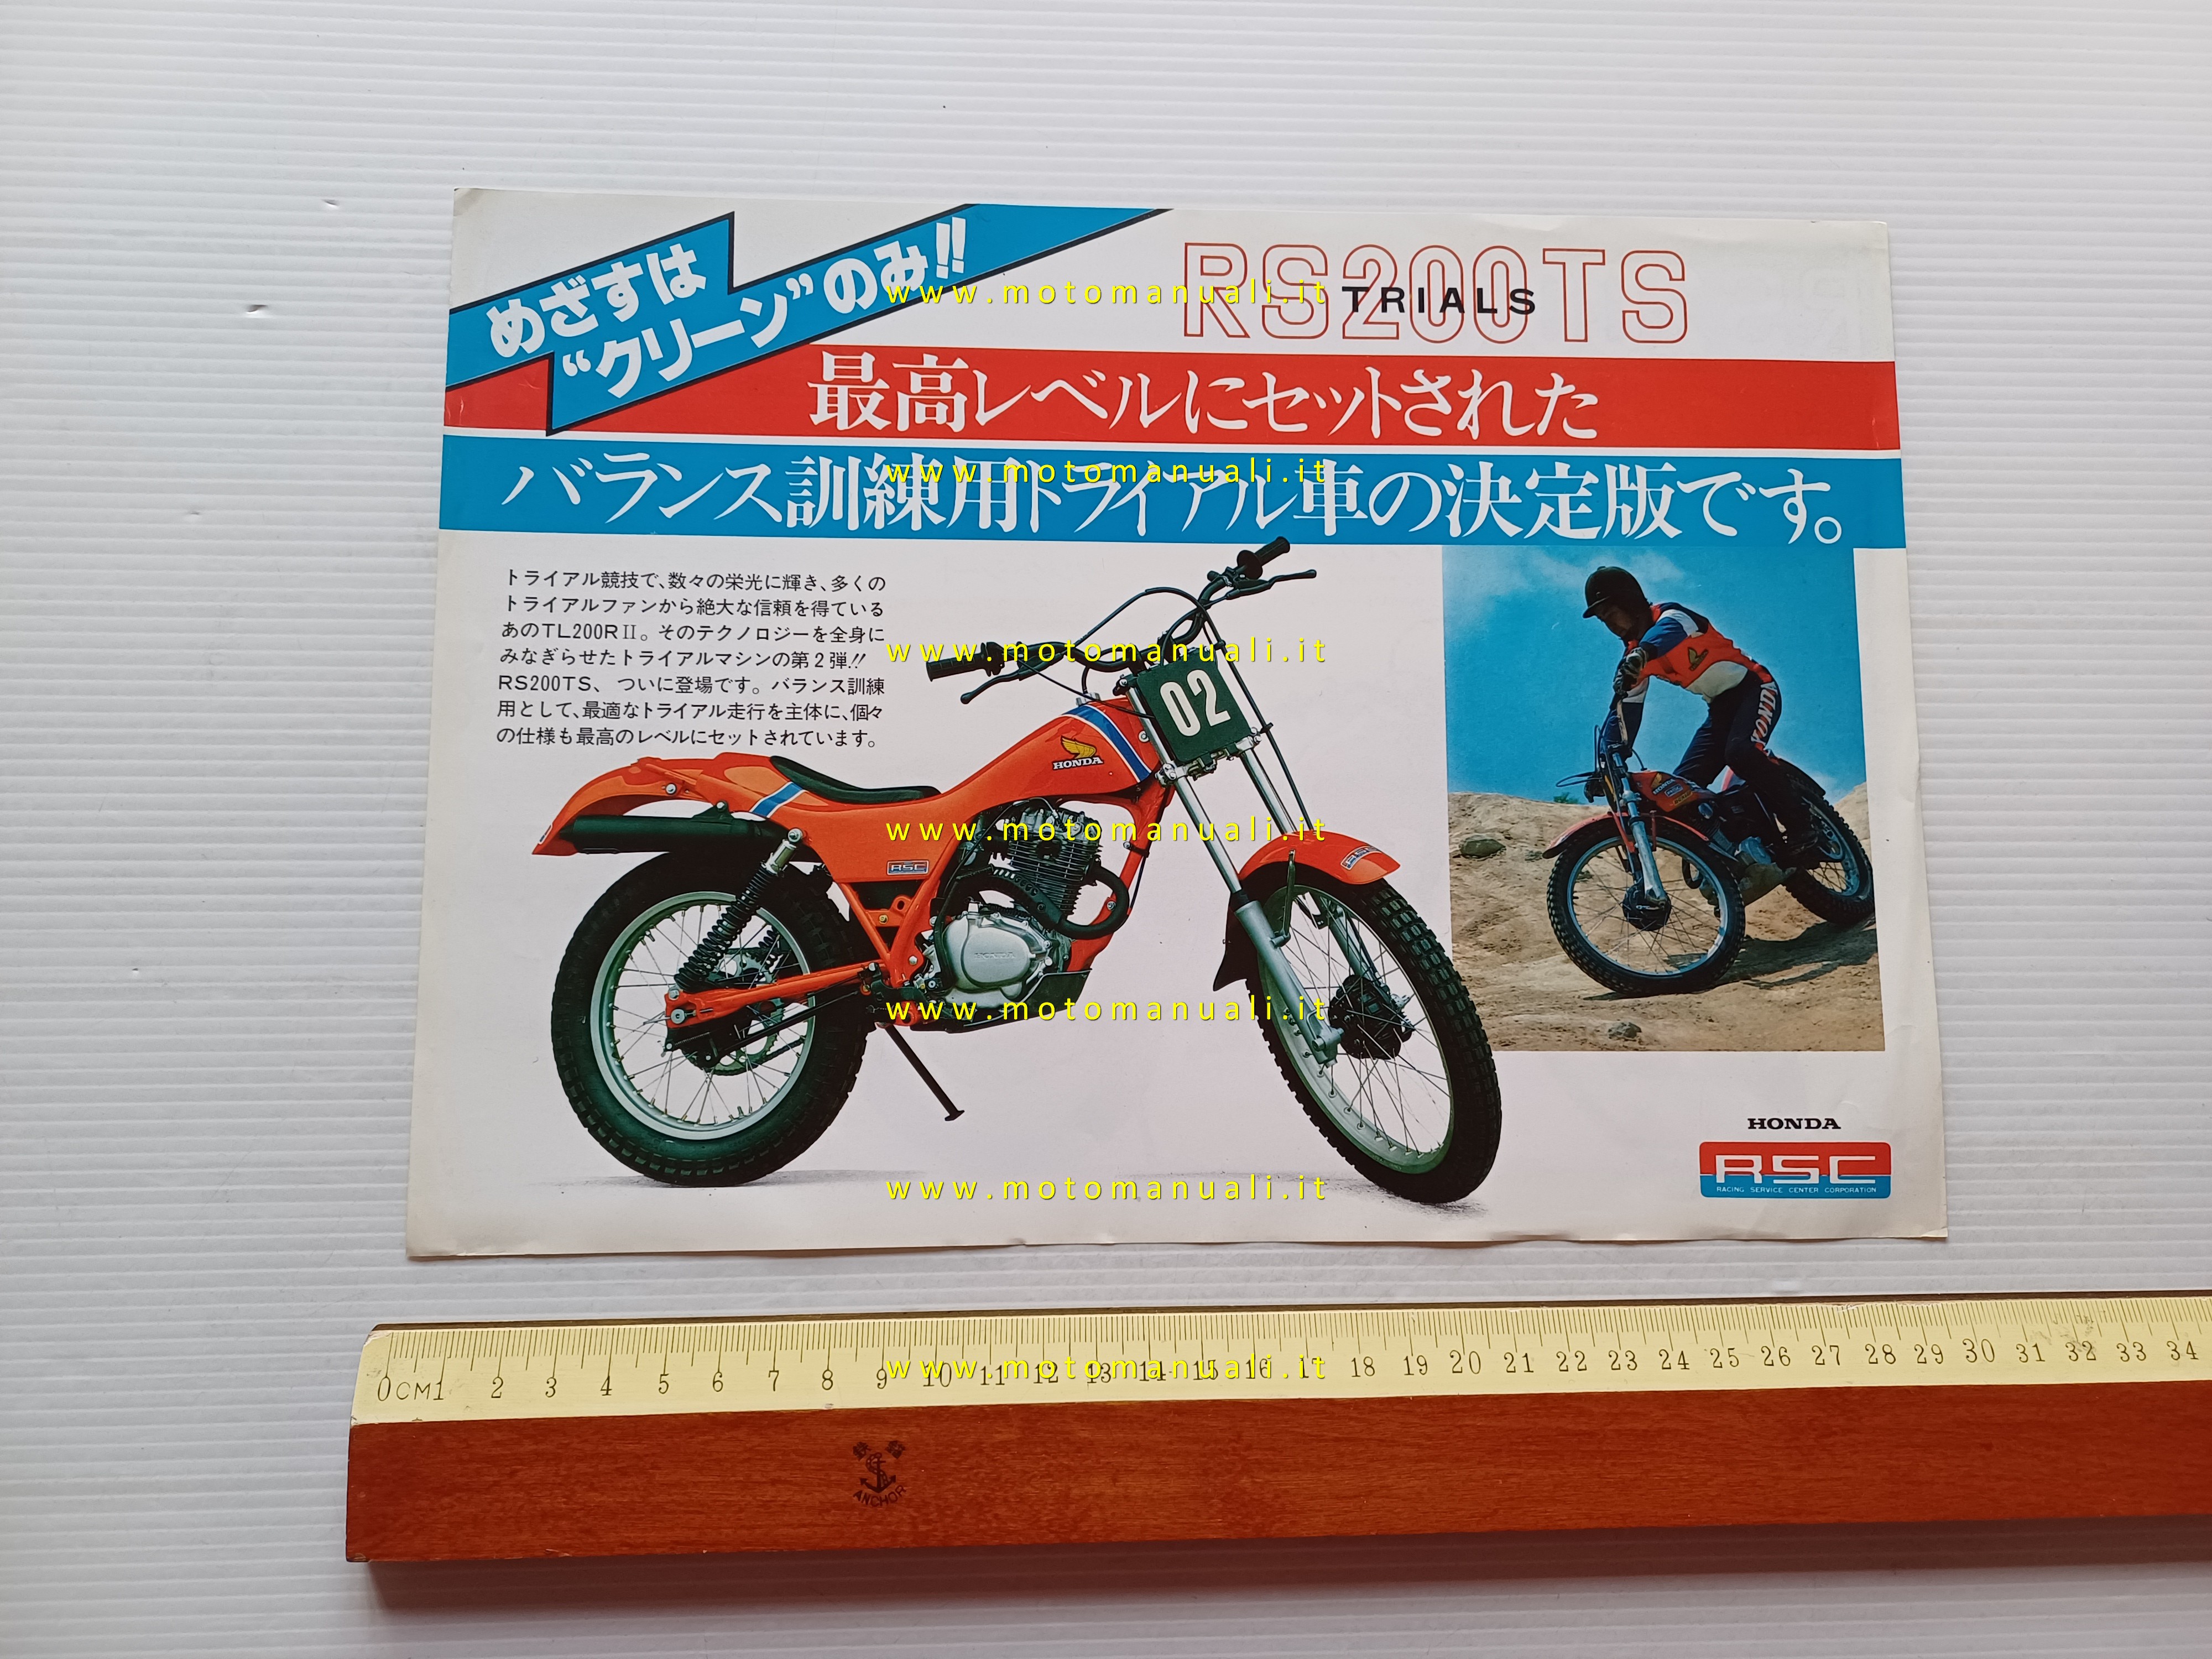 めざすは
“クリーン”のみ!!
RS200TS
TRIALS
最高レベルにセットされた
バランス訓練用トライアル車の決定版です。
トライアル競技で、数々の栄光に輝き、多くの
トライアルファンから絶大な信頼を得ている
あのTL200RⅡ。そのテクノロジーを全身に
みなぎらせたトライアルマシンの第2弾!!
RS200TS、ついに登場です。バランス訓練
用として、最適なトライアル走行を主体に、個々
の仕様も最高のレベルにセットされています。
02
HONDA
RSC
RSC
HONDA
HONDA
HONDA
HONDA
RSC
RACING SERVICE CENTER CORPORATION
www.motomanuali.it
www.motomanuali.it
www.motomanuali.it
www.motomanuali.it
www.motomanuali.it
www.motomanuali.it
www.motomanuali.it
0CM1 2 3 4 5 6 7 8 9 10 11 12 13 14 15 16 17 18 19 20 21 22 23 24 25 26 27 28 29 30 31 32 33 34
ANCHOR